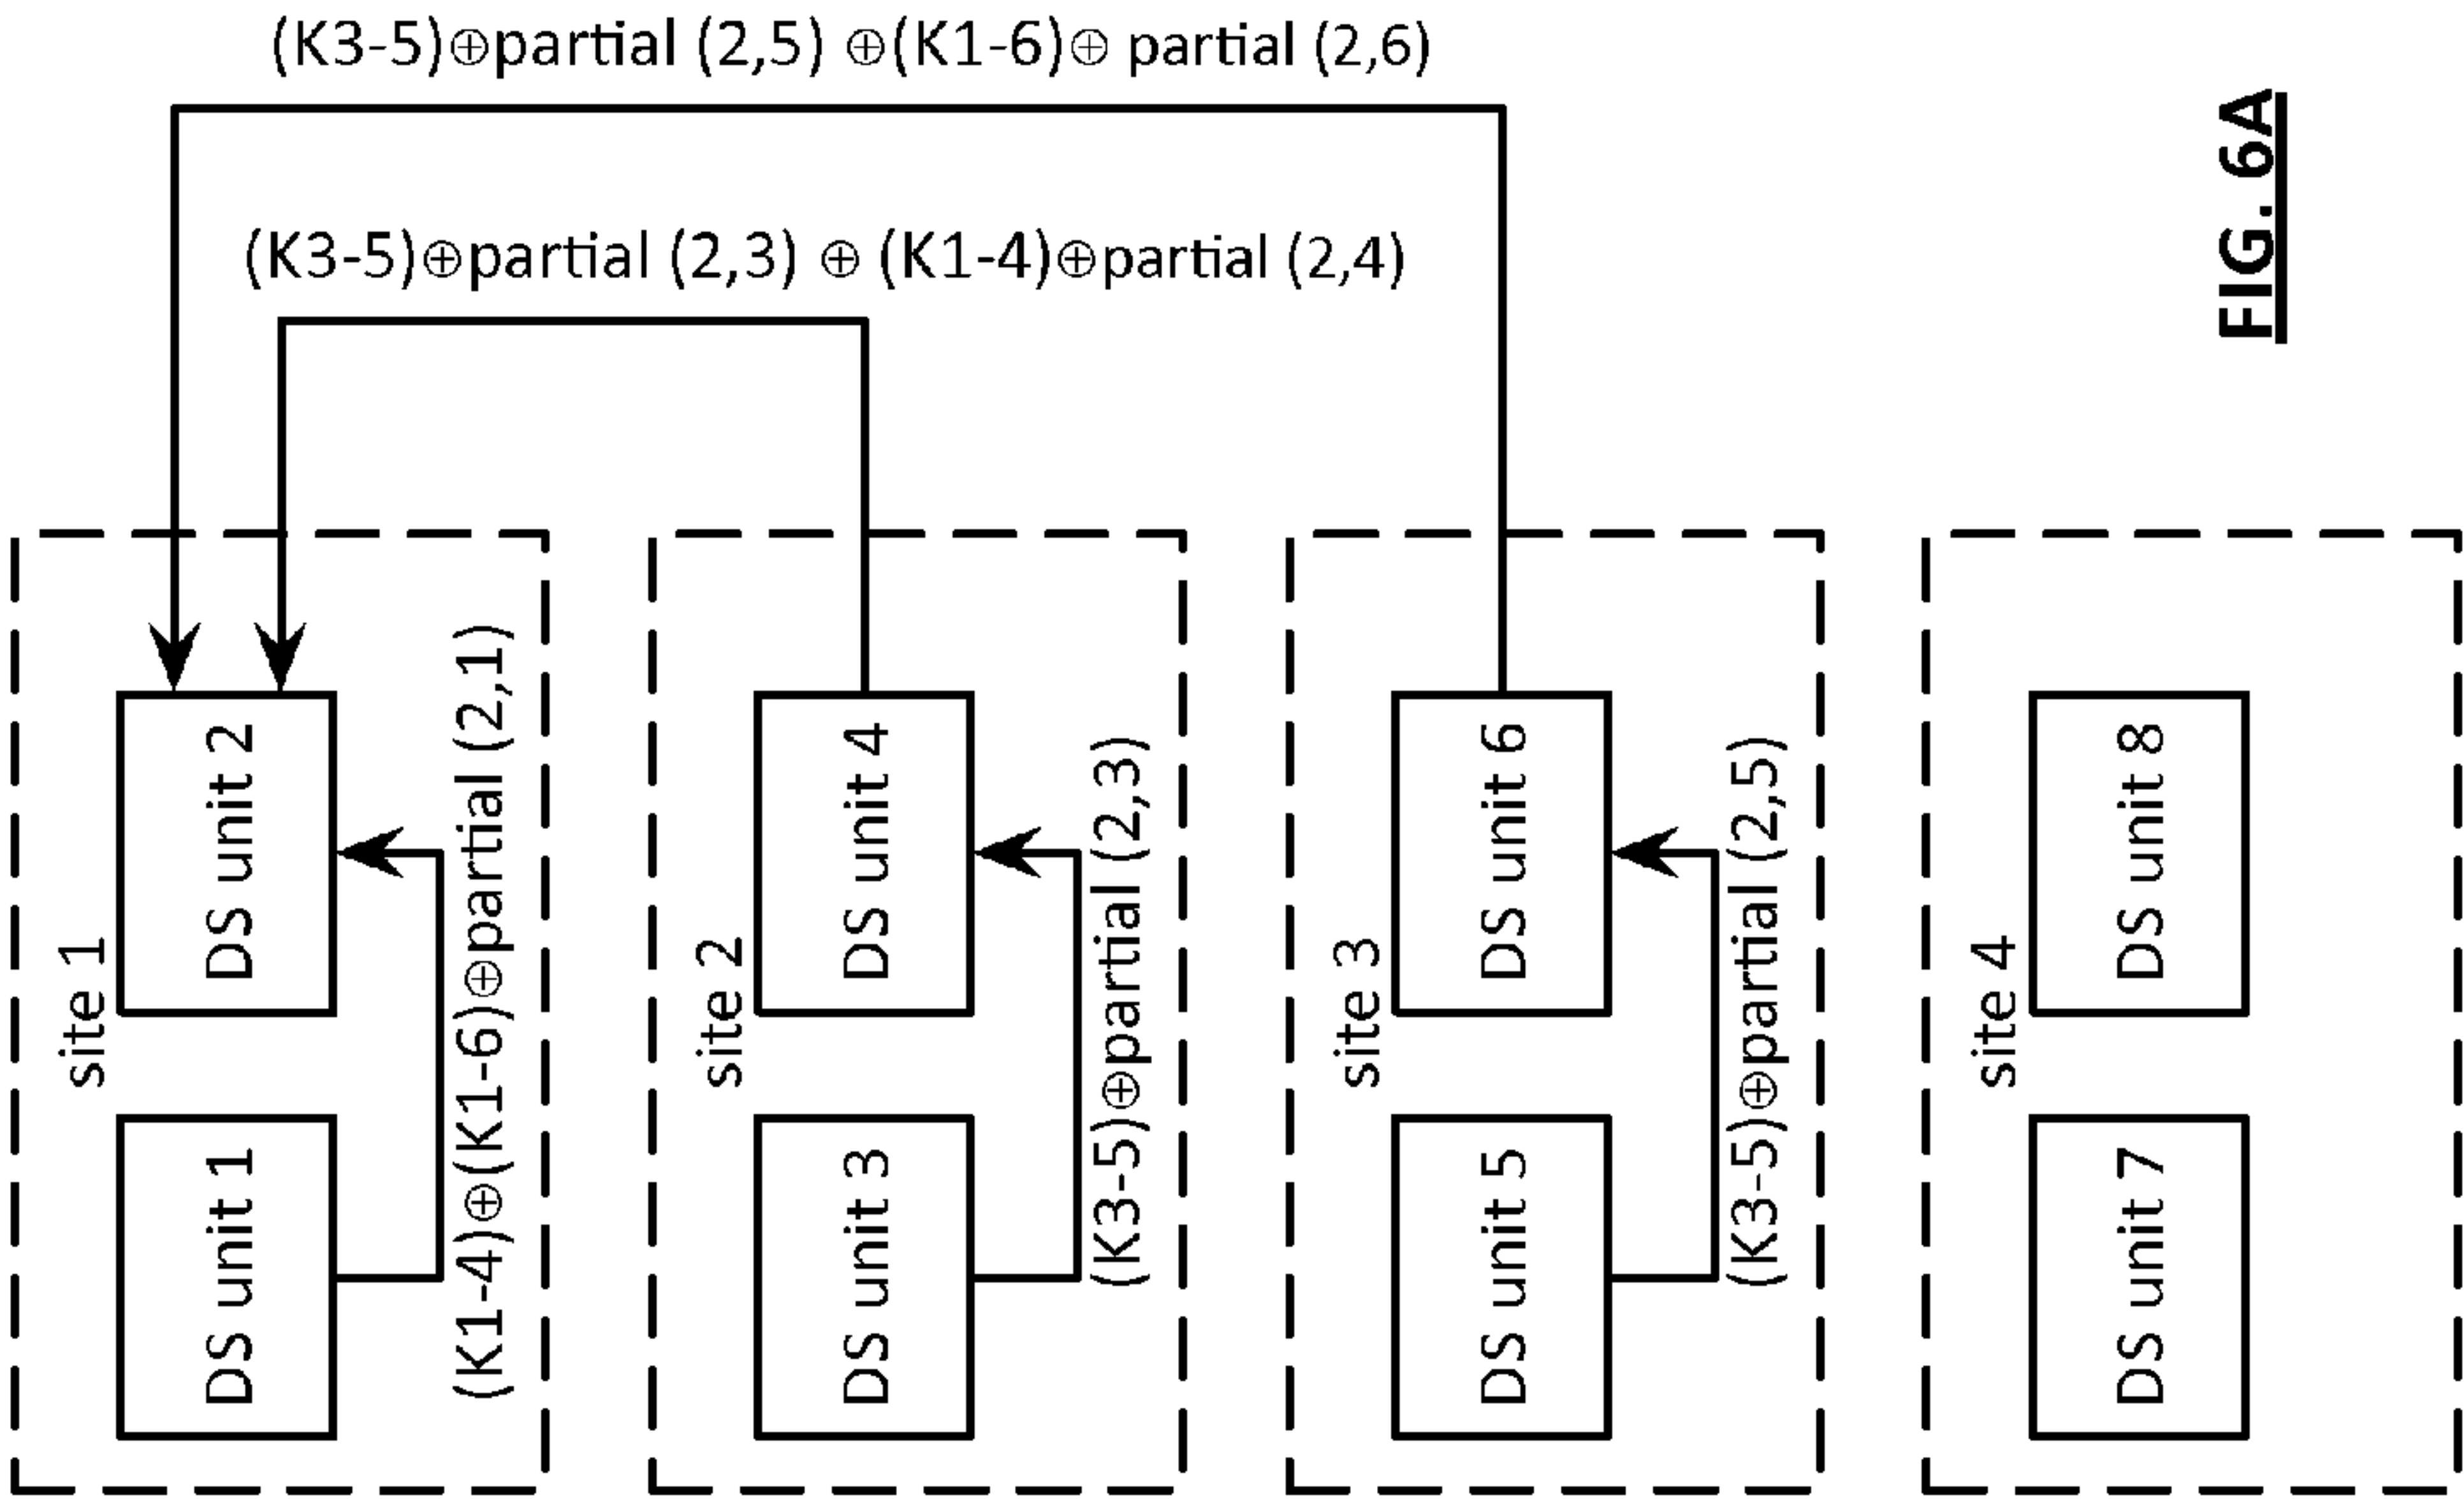 (K3-5)⊕partial (2,5) ⊕(K1-6)⊕ partial (2,6)
(K3-5)⊕partial (2,3) ⊕ (K1-4)⊕partial (2,4)
site 1
DS unit 1
DS unit 2
(K1-4)⊕(K1-6)⊕partial (2,1)
site 2
DS unit 3
DS unit 4
(K3-5)⊕partial (2,3)
site 3
DS unit 5
DS unit 6
(K3-5)⊕partial (2,5)
site 4
DS unit 7
DS unit 8
FIG. 6A